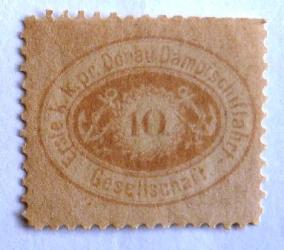 Erste k. k. pr. Donau Dampfschiffahrt-
10
Gesellschaft